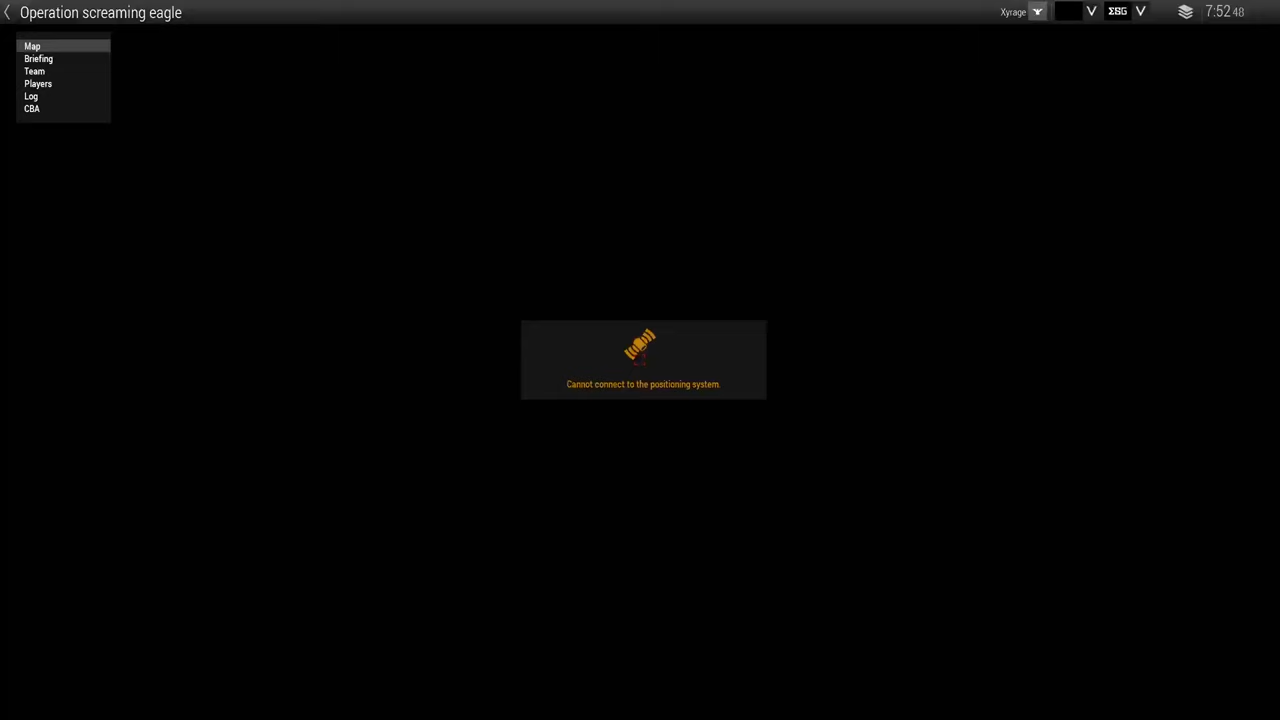 Operation screaming eagle
Xyrage
7:52 48
Map
Briefing
Team
Players
Log
CBA
Cannot connect to the positioning system.